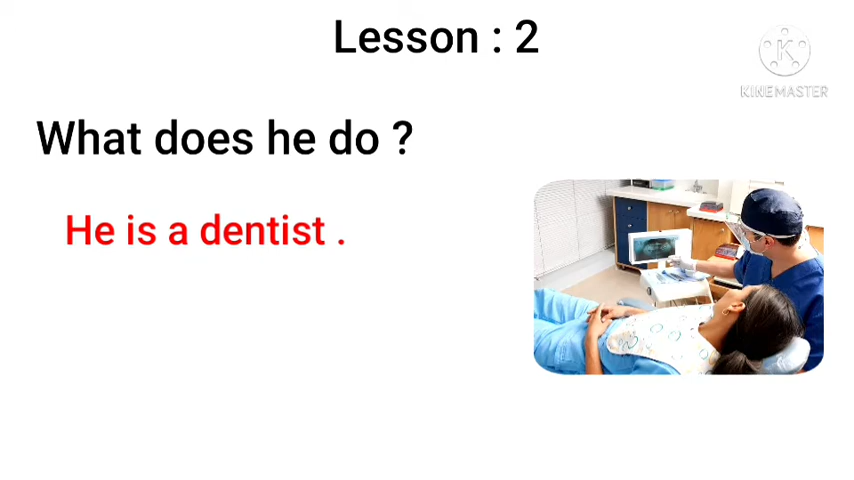 Lesson : 2
K
KINEMASTER
What does he do ?
He is a dentist .